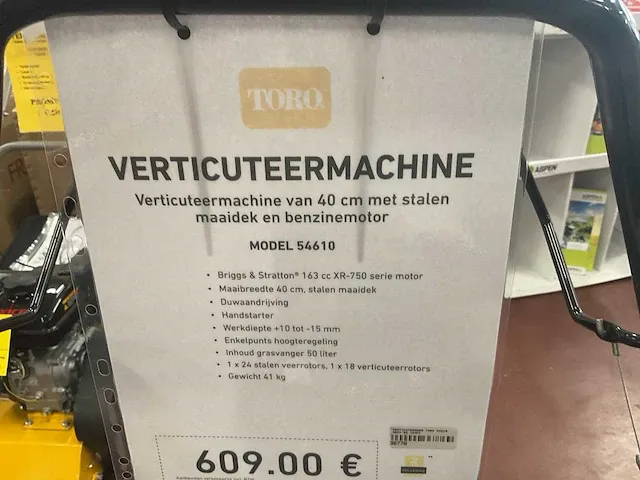 TORO
VERTICUTEERMACHINE
Verticuteermachine van 40 cm met stalen
maaidek en benzinemotor
MODEL 54610
• Briggs & Stratton® 163 cc XR-750 serie motor
• Maaibreedte 40 cm, stalen maaidek
• Duwaandrijving
• Handstarter
• Werkdiepte +10 tot -15 mm
• Enkelpunts hoogteregeling
• Inhoud grasvanger 50 liter
• 1 x 24 stalen veerrotors, 1 x 18 verticuteerrotors
• Gewicht 41 kg
609.00 €
ASPEN